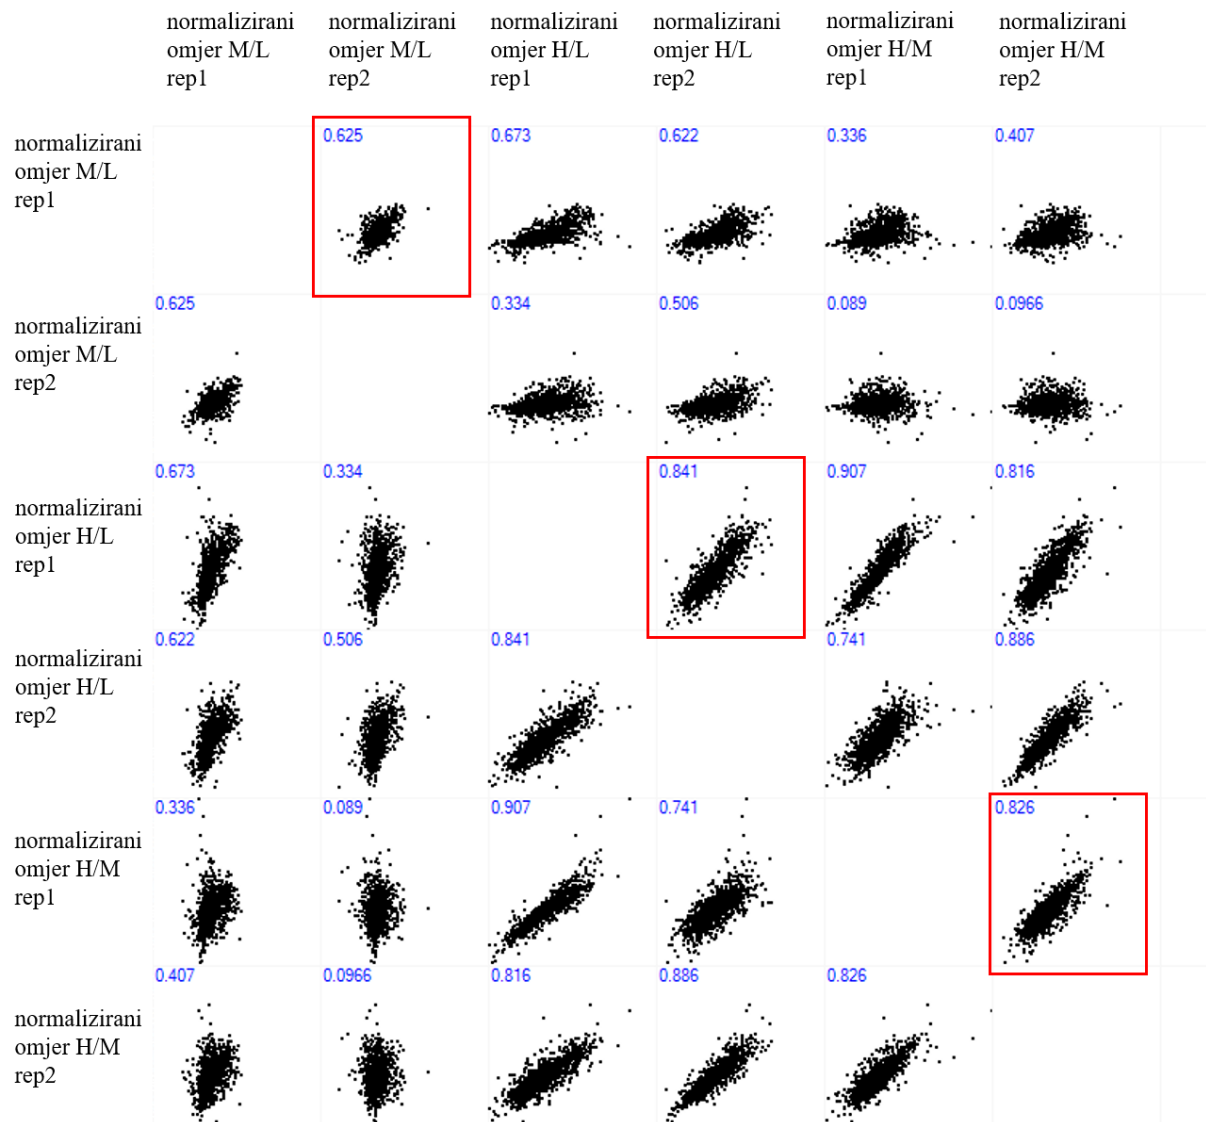 normalizirani
omjer M/L
rep1
normalizirani
omjer M/L
rep2
normalizirani
omjer H/L
rep1
normalizirani
omjer H/L
rep2
normalizirani
omjer H/M
rep1
normalizirani
omjer H/M
rep2
normalizirani
omjer M/L
rep1
0.625
0.673
0.622
0.336
0.407
normalizirani
omjer M/L
rep2
0.625
0.334
0.506
0.089
0.0966
normalizirani
omjer H/L
rep1
0.673
0.334
0.841
0.907
0.816
normalizirani
omjer H/L
rep2
0.622
0.506
0.841
0.741
0.886
normalizirani
omjer H/M
rep1
0.336
0.089
0.907
0.741
0.826
normalizirani
omjer H/M
rep2
0.407
0.0966
0.816
0.886
0.826